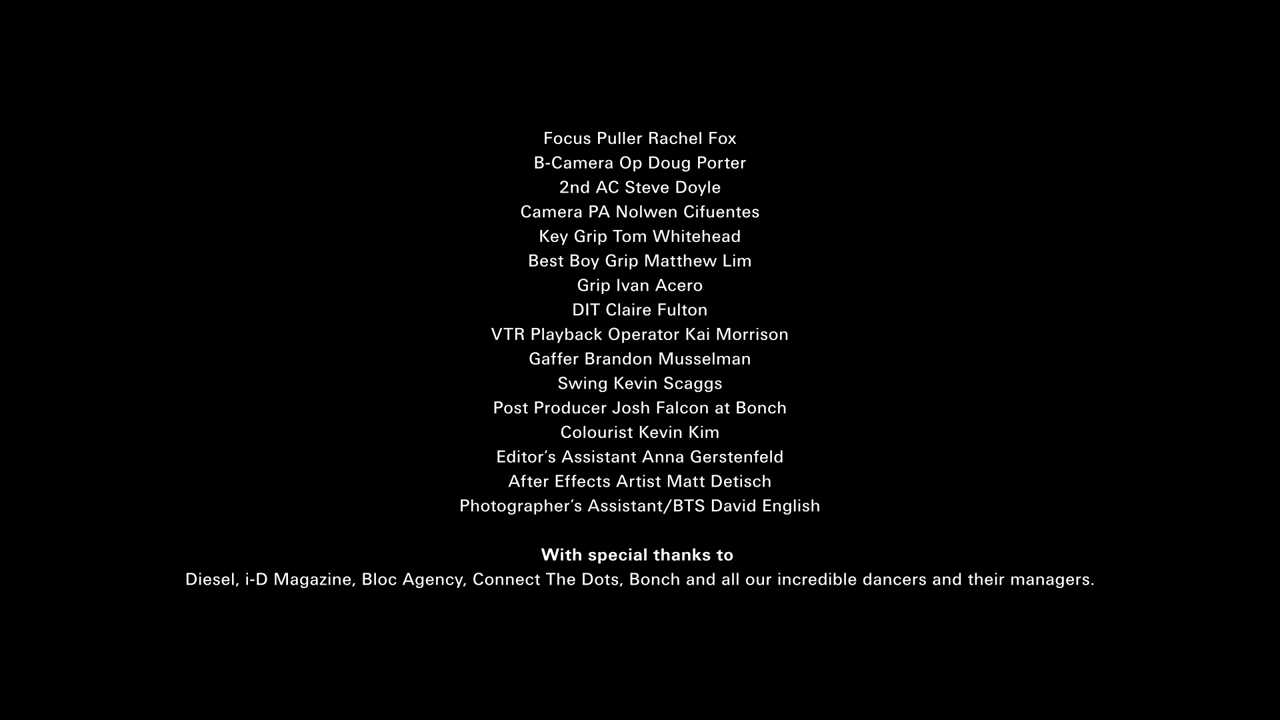 Focus Puller Rachel Fox
B-Camera Op Doug Porter
2nd AC Steve Doyle
Camera PA Nolwen Cifuentes
Key Grip Tom Whitehead
Best Boy Grip Matthew Lim
Grip Ivan Acero
DIT Claire Fulton
VTR Playback Operator Kai Morrison
Gaffer Brandon Musselman
Swing Kevin Scaggs
Post Producer Josh Falcon at Bonch
Colourist Kevin Kim
Editor's Assistant Anna Gerstenfeld
After Effects Artist Matt Detisch
Photographer's Assistant/BTS David English
With special thanks to
Diesel, i-D Magazine, Bloc Agency, Connect The Dots, Bonch and all our incredible dancers and their managers.